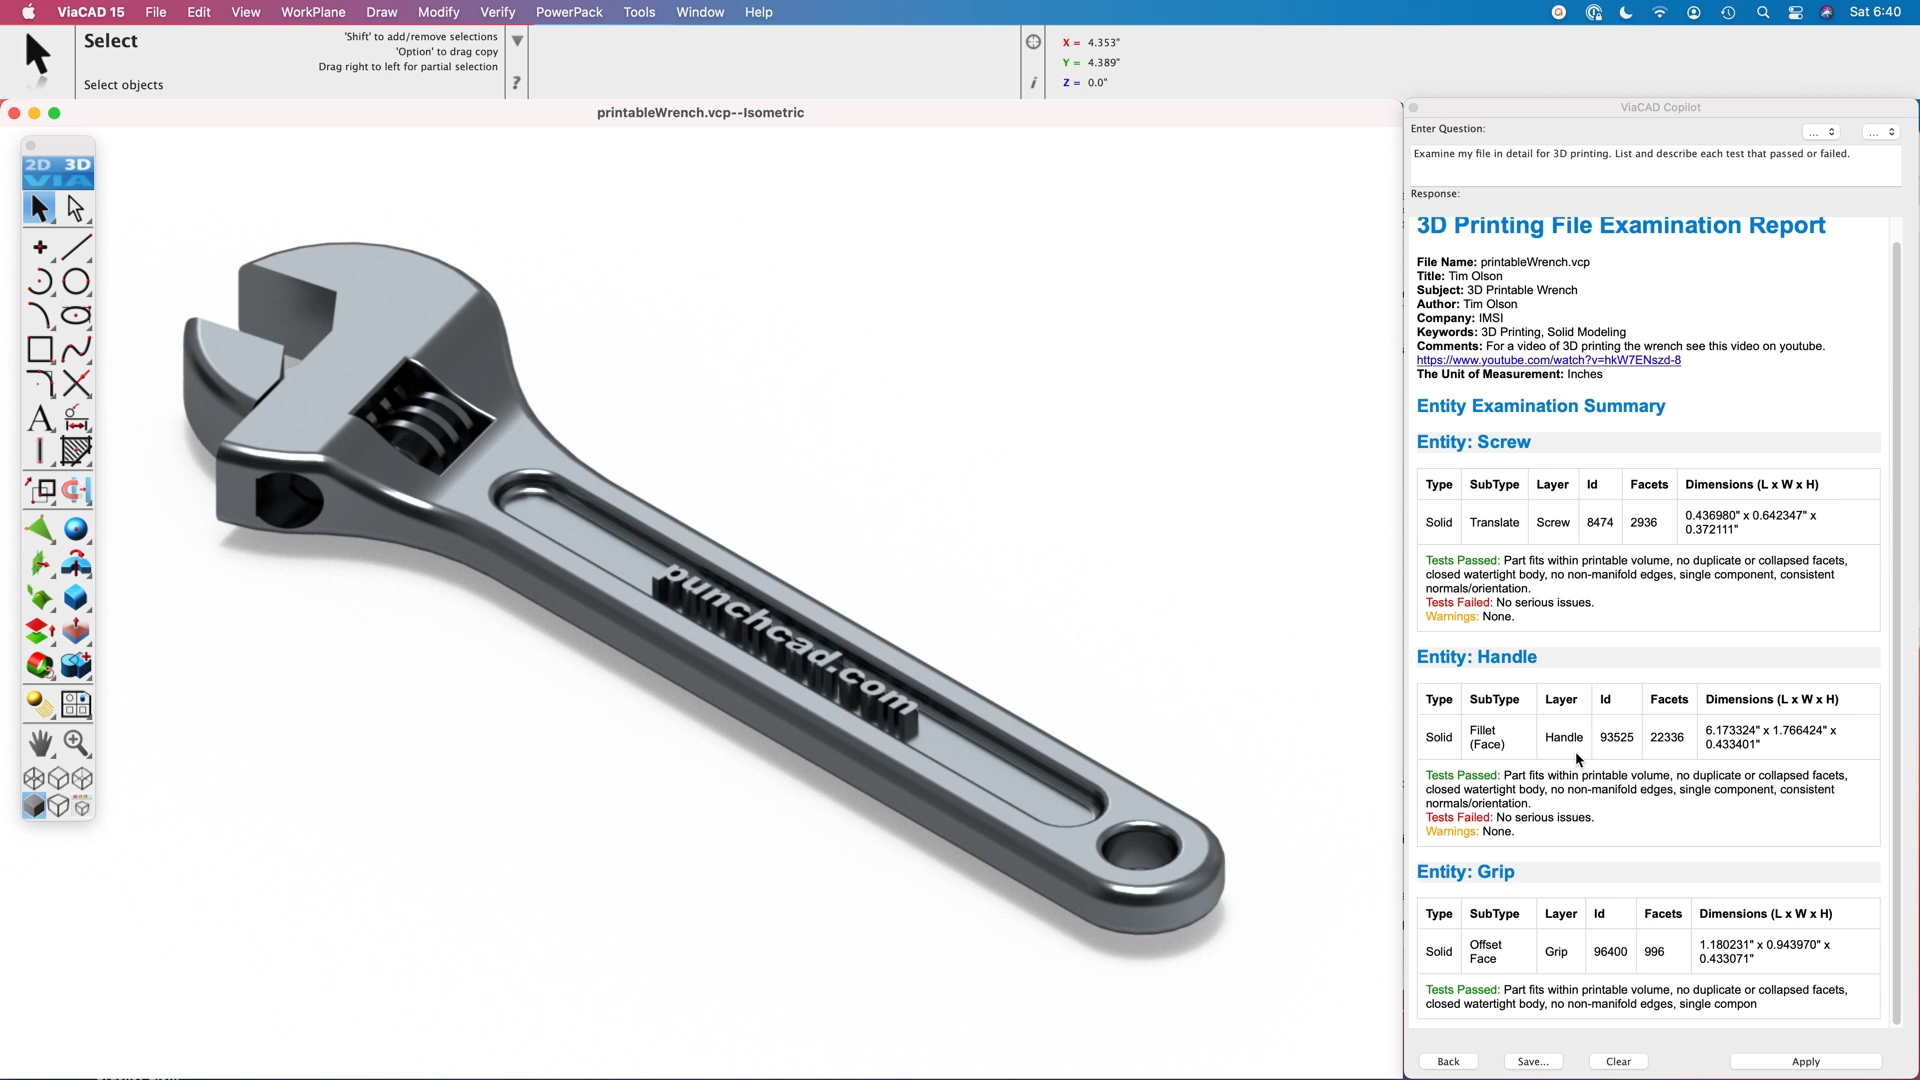 ViaCAD 15 File Edit View WorkPlane Draw Modify Verify PowerPack Tools Window Help
Sat 6:40
Select
'Shift' to add/remove selections
'Option' to drag copy
Drag right to left for partial selection
Select objects
?
i
X = 4.353"
Y = 4.389"
Z = 0.0"
printableWrench.vcp--Isometric
2D 3D
VIA
A
punchcad.com
ViaCAD Copilot
Enter Question:
... ...
Examine my file in detail for 3D printing. List and describe each test that passed or failed.
Response:
3D Printing File Examination Report
File Name: printableWrench.vcp
Title: Tim Olson
Subject: 3D Printable Wrench
Author: Tim Olson
Company: IMSI
Keywords: 3D Printing, Solid Modeling
Comments: For a video of 3D printing the wrench see this video on youtube.
https://www.youtube.com/watch?v=hkW7ENszd-8
The Unit of Measurement: Inches
Entity Examination Summary
Entity: Screw
Type SubType Layer Id Facets Dimensions (L x W x H)
Solid Translate Screw 8474 2936 0.436980" x 0.642347" x
0.372111"
Tests Passed: Part fits within printable volume, no duplicate or collapsed facets,
closed watertight body, no non-manifold edges, single component, consistent
normals/orientation.
Tests Failed: No serious issues.
Warnings: None.
Entity: Handle
Type SubType Layer Id Facets Dimensions (L x W x H)
Solid Fillet (Face) Handle 93525 22336 6.173324" x 1.766424" x
0.433401"
Tests Passed: Part fits within printable volume, no duplicate or collapsed facets,
closed watertight body, no non-manifold edges, single component, consistent
normals/orientation.
Tests Failed: No serious issues.
Warnings: None.
Entity: Grip
Type SubType Layer Id Facets Dimensions (L x W x H)
Solid Offset Face Grip 96400 996 1.180231" x 0.943970" x
0.433071"
Tests Passed: Part fits within printable volume, no duplicate or collapsed facets,
closed watertight body, no non-manifold edges, single compon
Back Save... Clear Apply